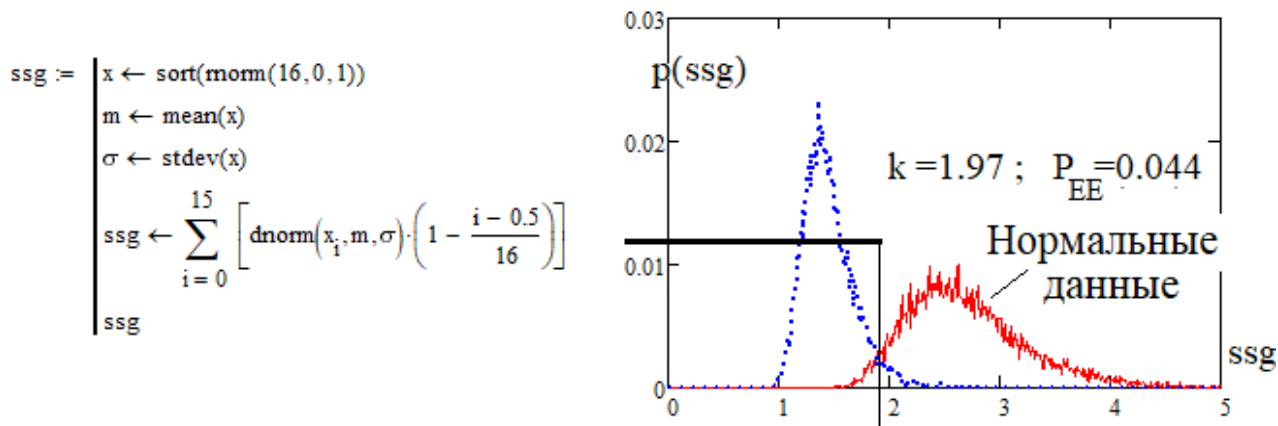 ssg := x ← sort(rnorm(16,0,1))
m ← mean(x)
σ ← stdev(x)
ssg ← ∑_{i = 0}^{15} [dnorm(x_i, m, σ)·(1 − (i − 0.5)/16)]
ssg
0.03
p(ssg)
0.02
k =1.97 ; P_EE=0.044
0.01
Нормальные
данные
ssg
0
0 1 2 3 4 5